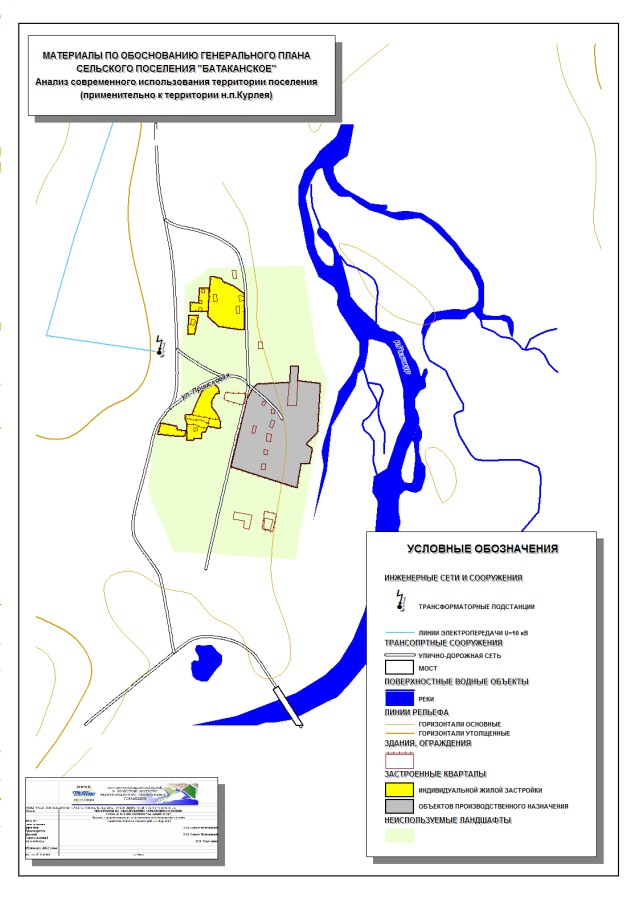 МАТЕРИАЛЫ ПО ОБОСНОВАНИЮ ГЕНЕРАЛЬНОГО ПЛАНА
СЕЛЬСКОГО ПОСЕЛЕНИЯ "БАТАКАНСКОЕ"
Анализ современного использования территории поселения
(применительно к территории н.п.Курлея)
ул. Приисковая
УСЛОВНЫЕ ОБОЗНАЧЕНИЯ
ИНЖЕНЕРНЫЕ СЕТИ И СООРУЖЕНИЯ
ТРАНСФОРМАТОРНЫЕ ПОДСТАНЦИИ
ЛИНИИ ЭЛЕКТРОПЕРЕДАЧИ U=10 кВ
ТРАНСОПРТНЫЕ СООРУЖЕНИЯ
УЛИЧНО-ДОРОЖНАЯ СЕТЬ
МОСТ
ПОВЕРХНОСТНЫЕ ВОДНЫЕ ОБЪЕКТЫ
РЕКИ
ЛИНИИ РЕЛЬЕФА
ГОРИЗОНТАЛИ ОСНОВНЫЕ
ГОРИЗОНТАЛИ УТОЛЩЕННЫЕ
ЗДАНИЯ, ОГРАЖДЕНИЯ
ЗАСТРОЕННЫЕ КВАРТАЛЫ
ИНДИВИДУАЛЬНОЙ ЖИЛОЙ ЗАСТРОЙКИ
ОБЪЕКТОВ ПРОИЗВОДСТВЕННОГО НАЗНАЧЕНИЯ
НЕИСПОЛЬЗУЕМЫЕ ЛАНДШАФТЫ